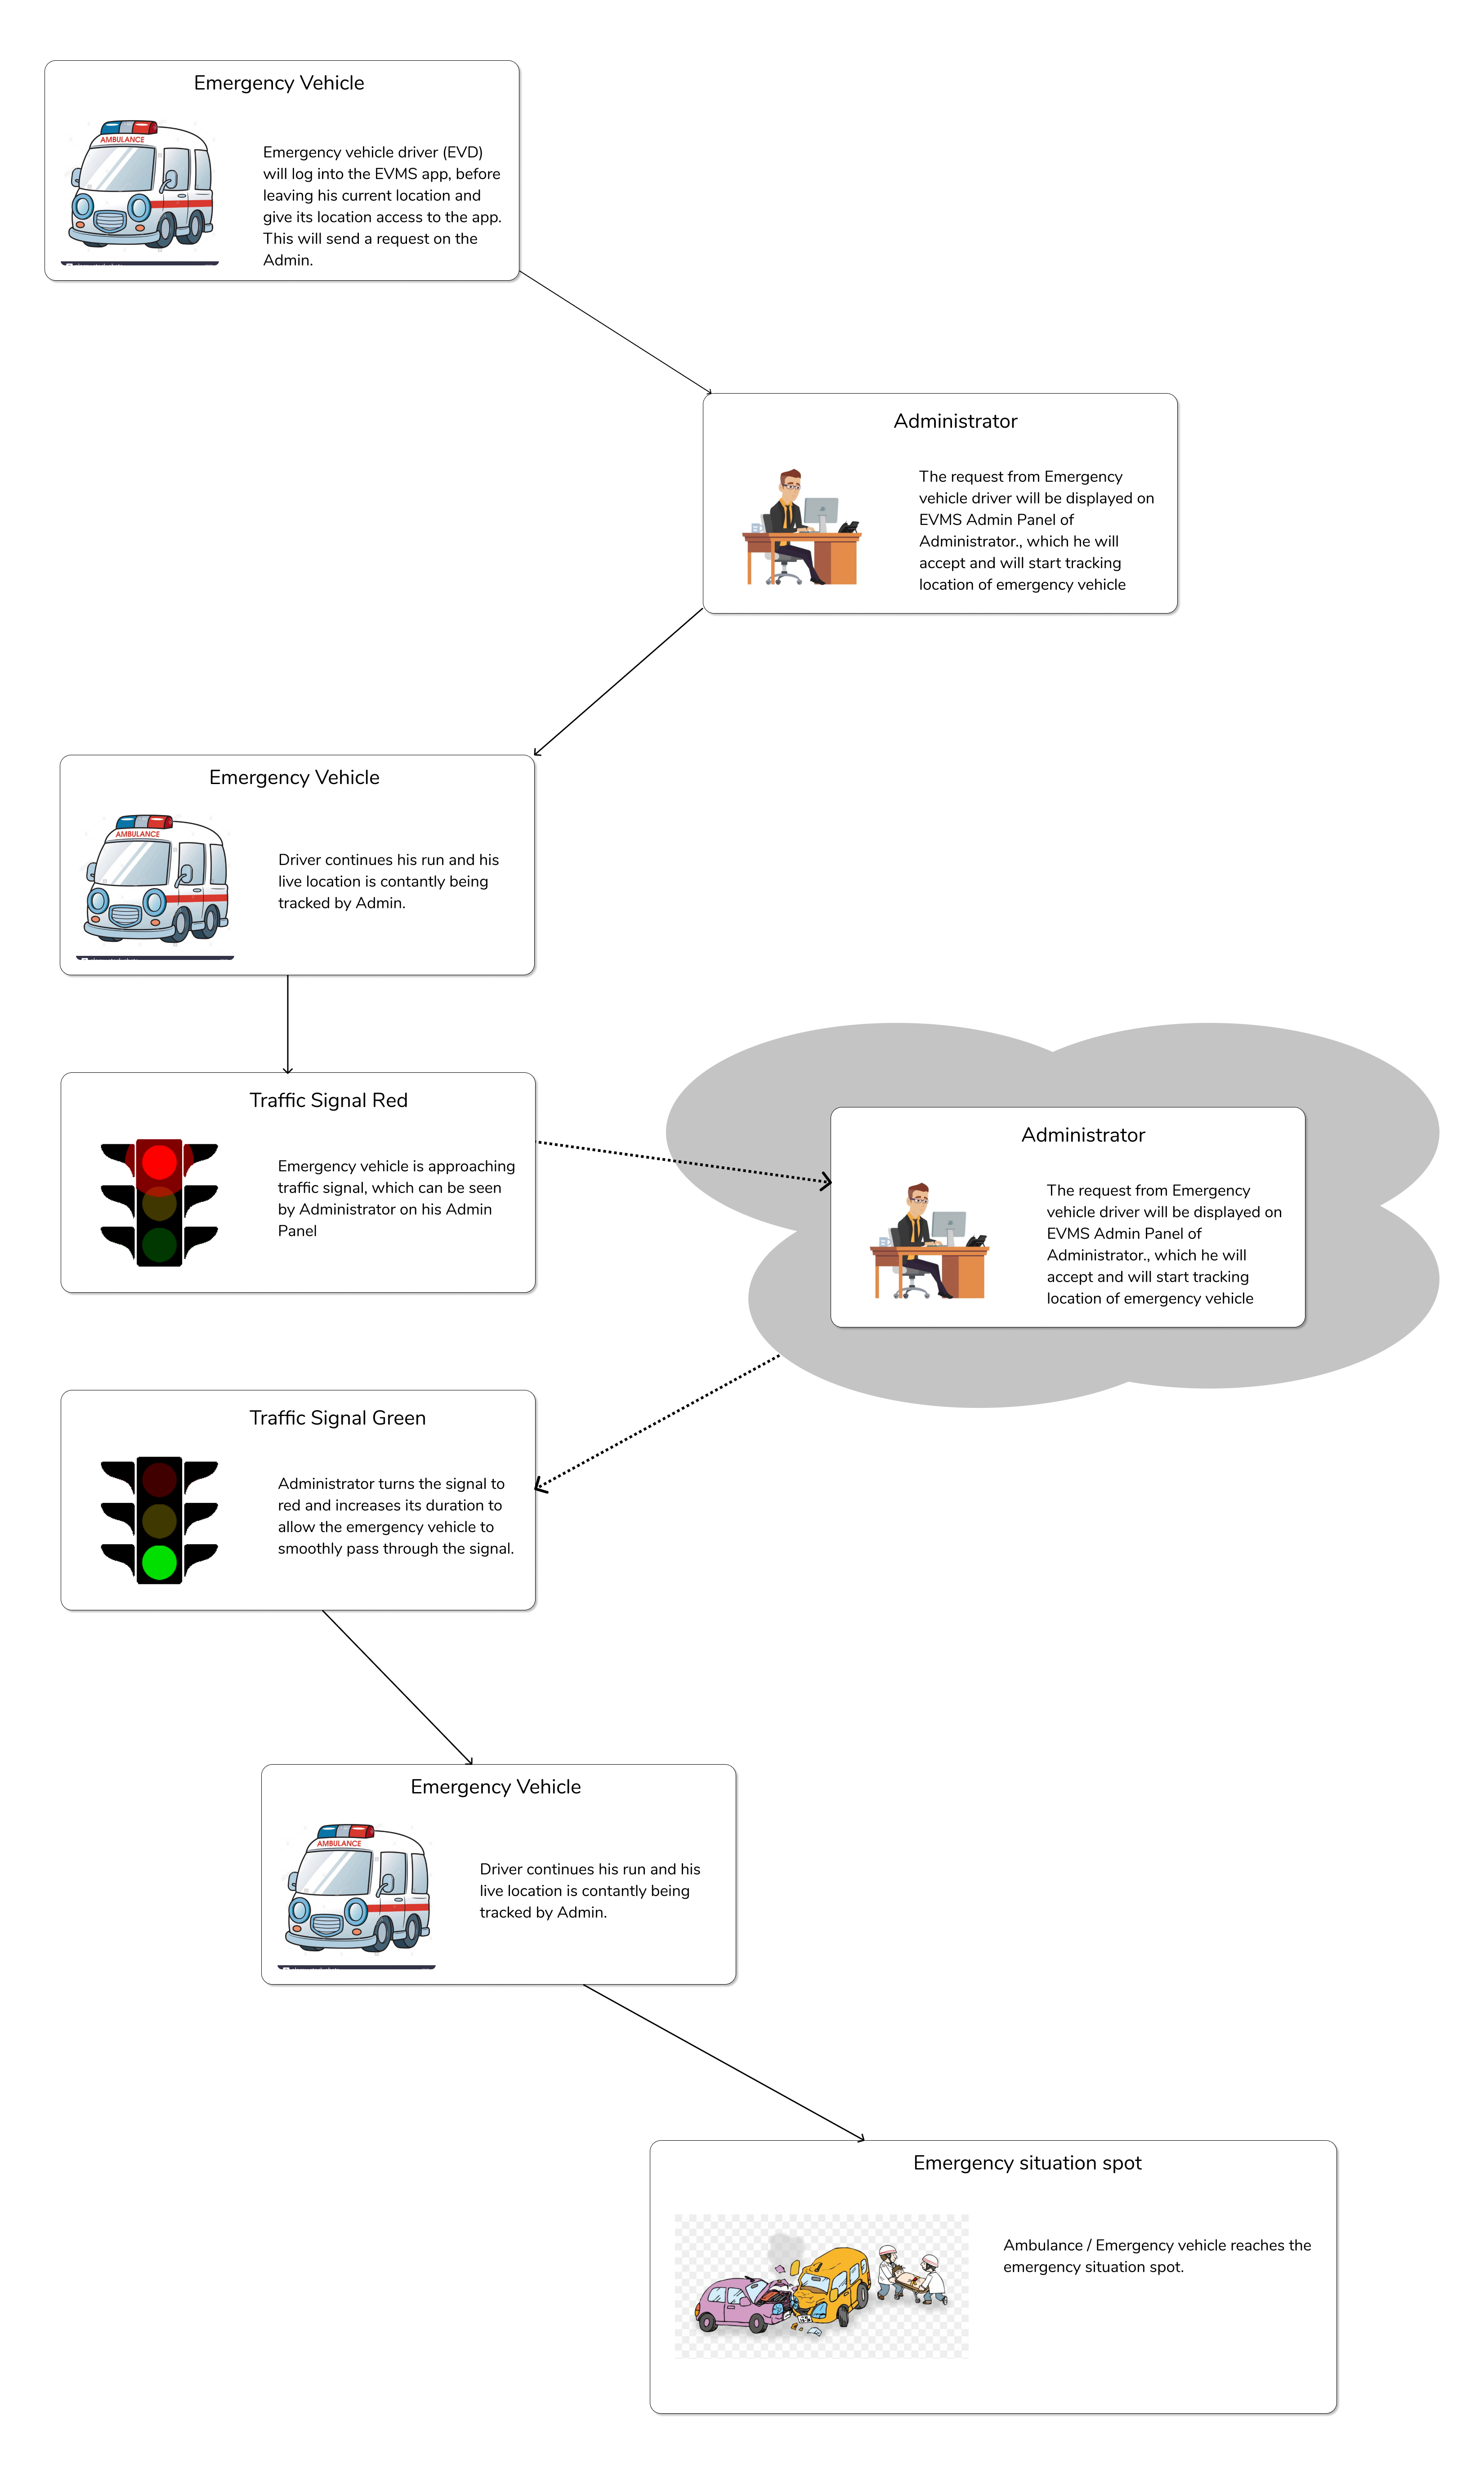 Emergency Vehicle
AMBULANCE
Emergency vehicle driver (EVD)
will log into the EVMS app, before
leaving his current location and
give its location access to the app.
This will send a request on the
Admin.
Administrator
The request from Emergency
vehicle driver will be displayed on
EVMS Admin Panel of
Administrator., which he will
accept and will start tracking
location of emergency vehicle
Emergency Vehicle
AMBULANCE
Driver continues his run and his
live location is contantly being
tracked by Admin.
Traffic Signal Red
Emergency vehicle is approaching
traffic signal, which can be seen
by Administrator on his Admin
Panel
Administrator
The request from Emergency
vehicle driver will be displayed on
EVMS Admin Panel of
Administrator., which he will
accept and will start tracking
location of emergency vehicle
Traffic Signal Green
Administrator turns the signal to
red and increases its duration to
allow the emergency vehicle to
smoothly pass through the signal.
Emergency Vehicle
AMBULANCE
Driver continues his run and his
live location is contantly being
tracked by Admin.
Emergency situation spot
Ambulance / Emergency vehicle reaches the
emergency situation spot.